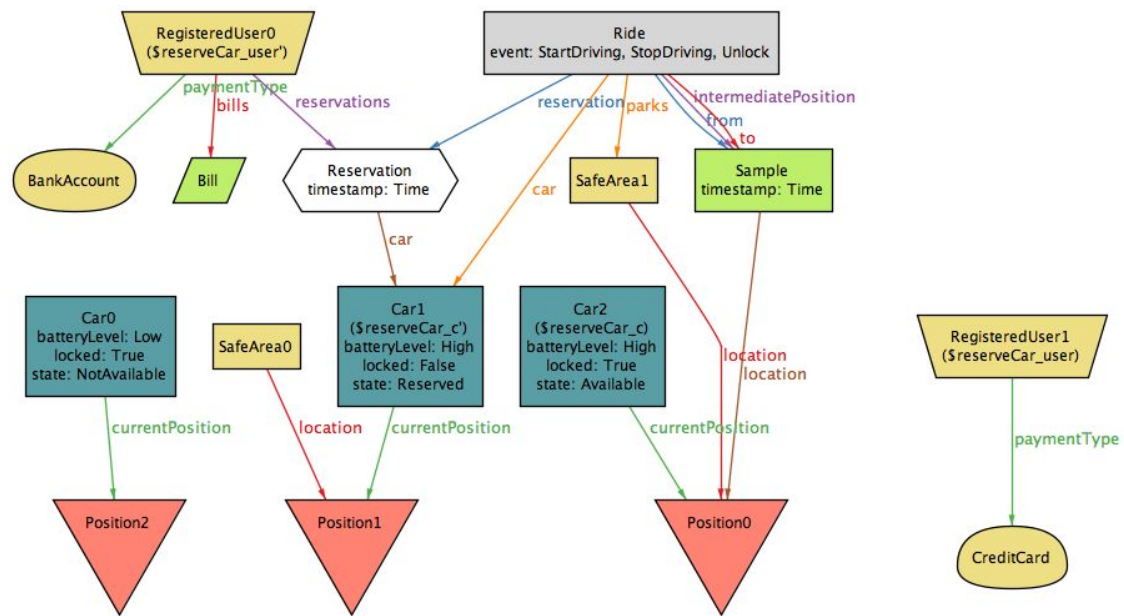 RegisteredUser0
($reserveCar_user')
Ride
event: StartDriving, StopDriving, Unlock
paymentType
bills
reservations
reservation
parks
intermediatePosition
from
to
BankAccount
Bill
Reservation
timestamp: Time
SafeArea1
Sample
timestamp: Time
car
car
Car0
batteryLevel: Low
locked: True
state: NotAvailable
SafeArea0
Car1
($reserveCar_c')
batteryLevel: High
locked: False
state: Reserved
Car2
($reserveCar_c)
batteryLevel: High
locked: True
state: Available
RegisteredUser1
($reserveCar_user)
location
location
currentPosition
location
currentPosition
currentPosition
paymentType
Position2
Position1
Position0
CreditCard